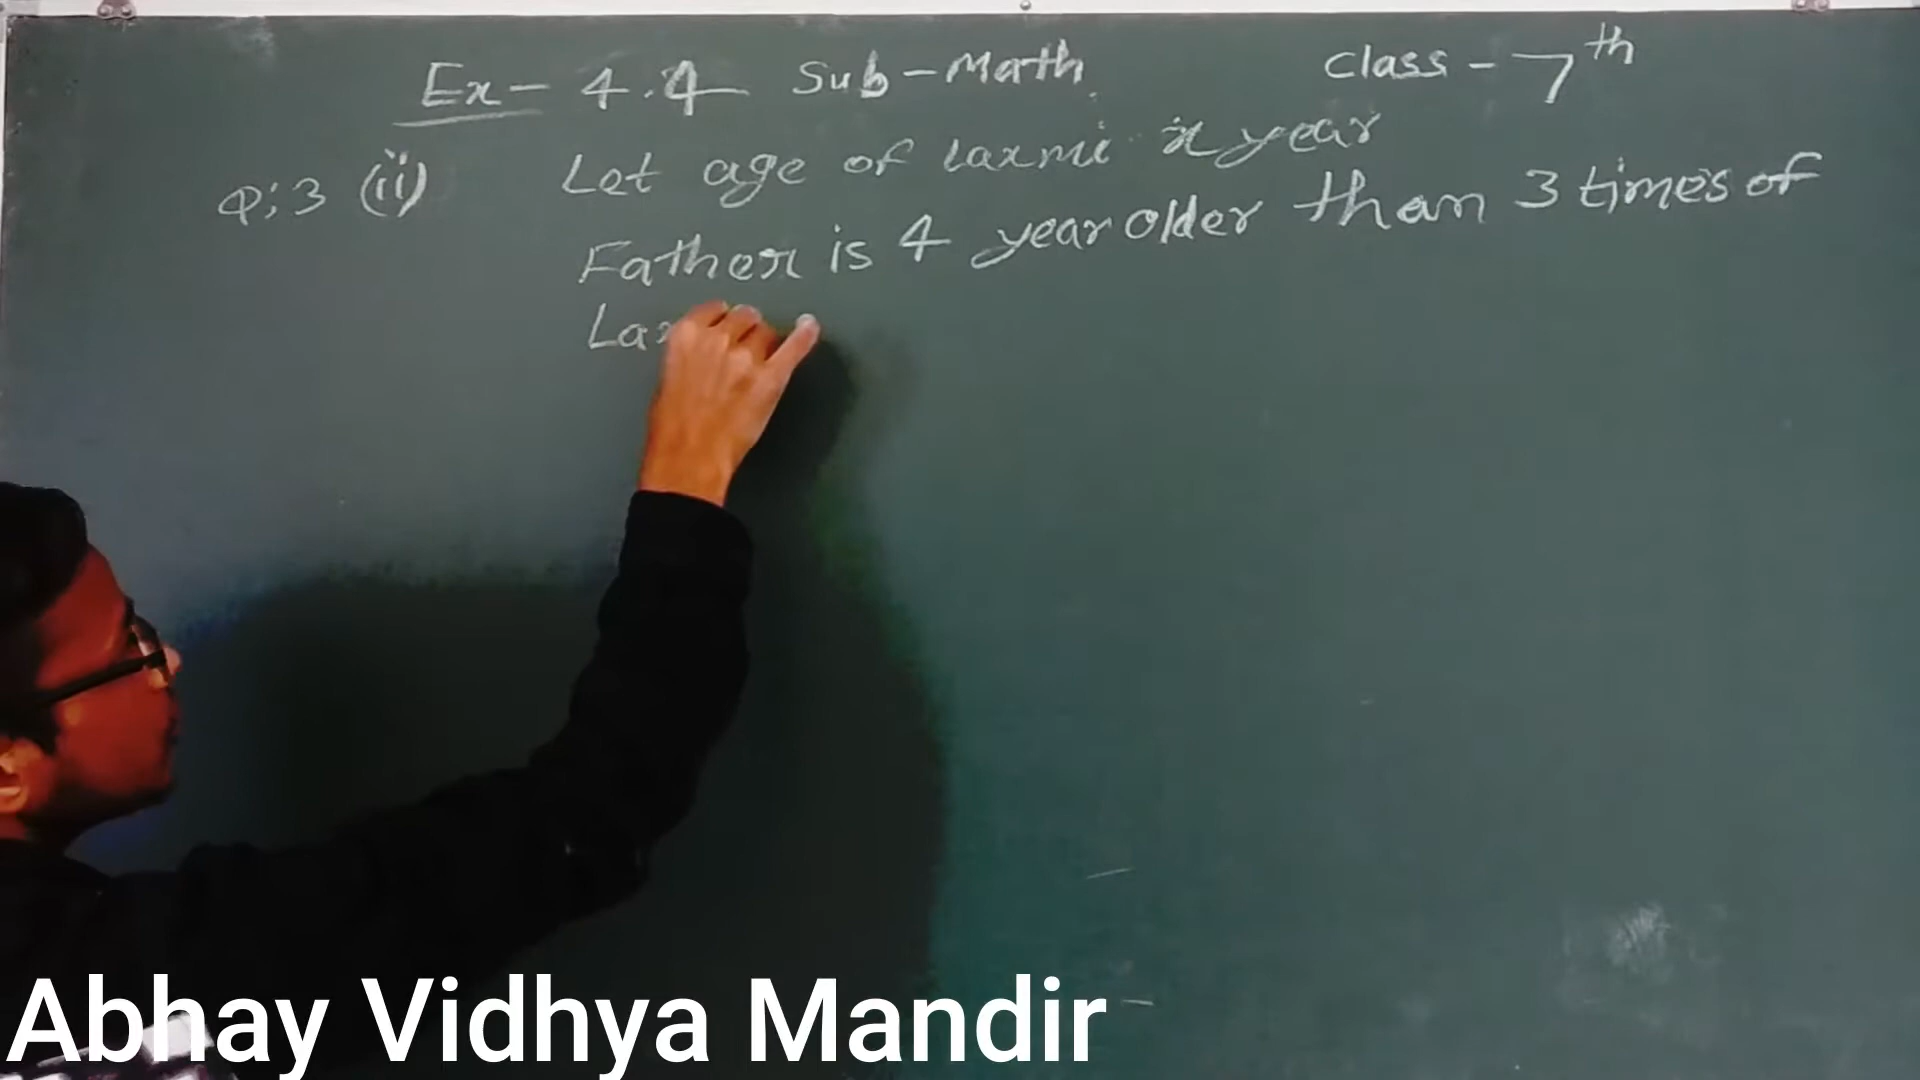 Ex- 4.4 Sub-Math Class-7th
Q:3 (ii) Let age of laxmi x year
Father is 4 year older than 3 times of
Lax
Abhay Vidhya Mandir